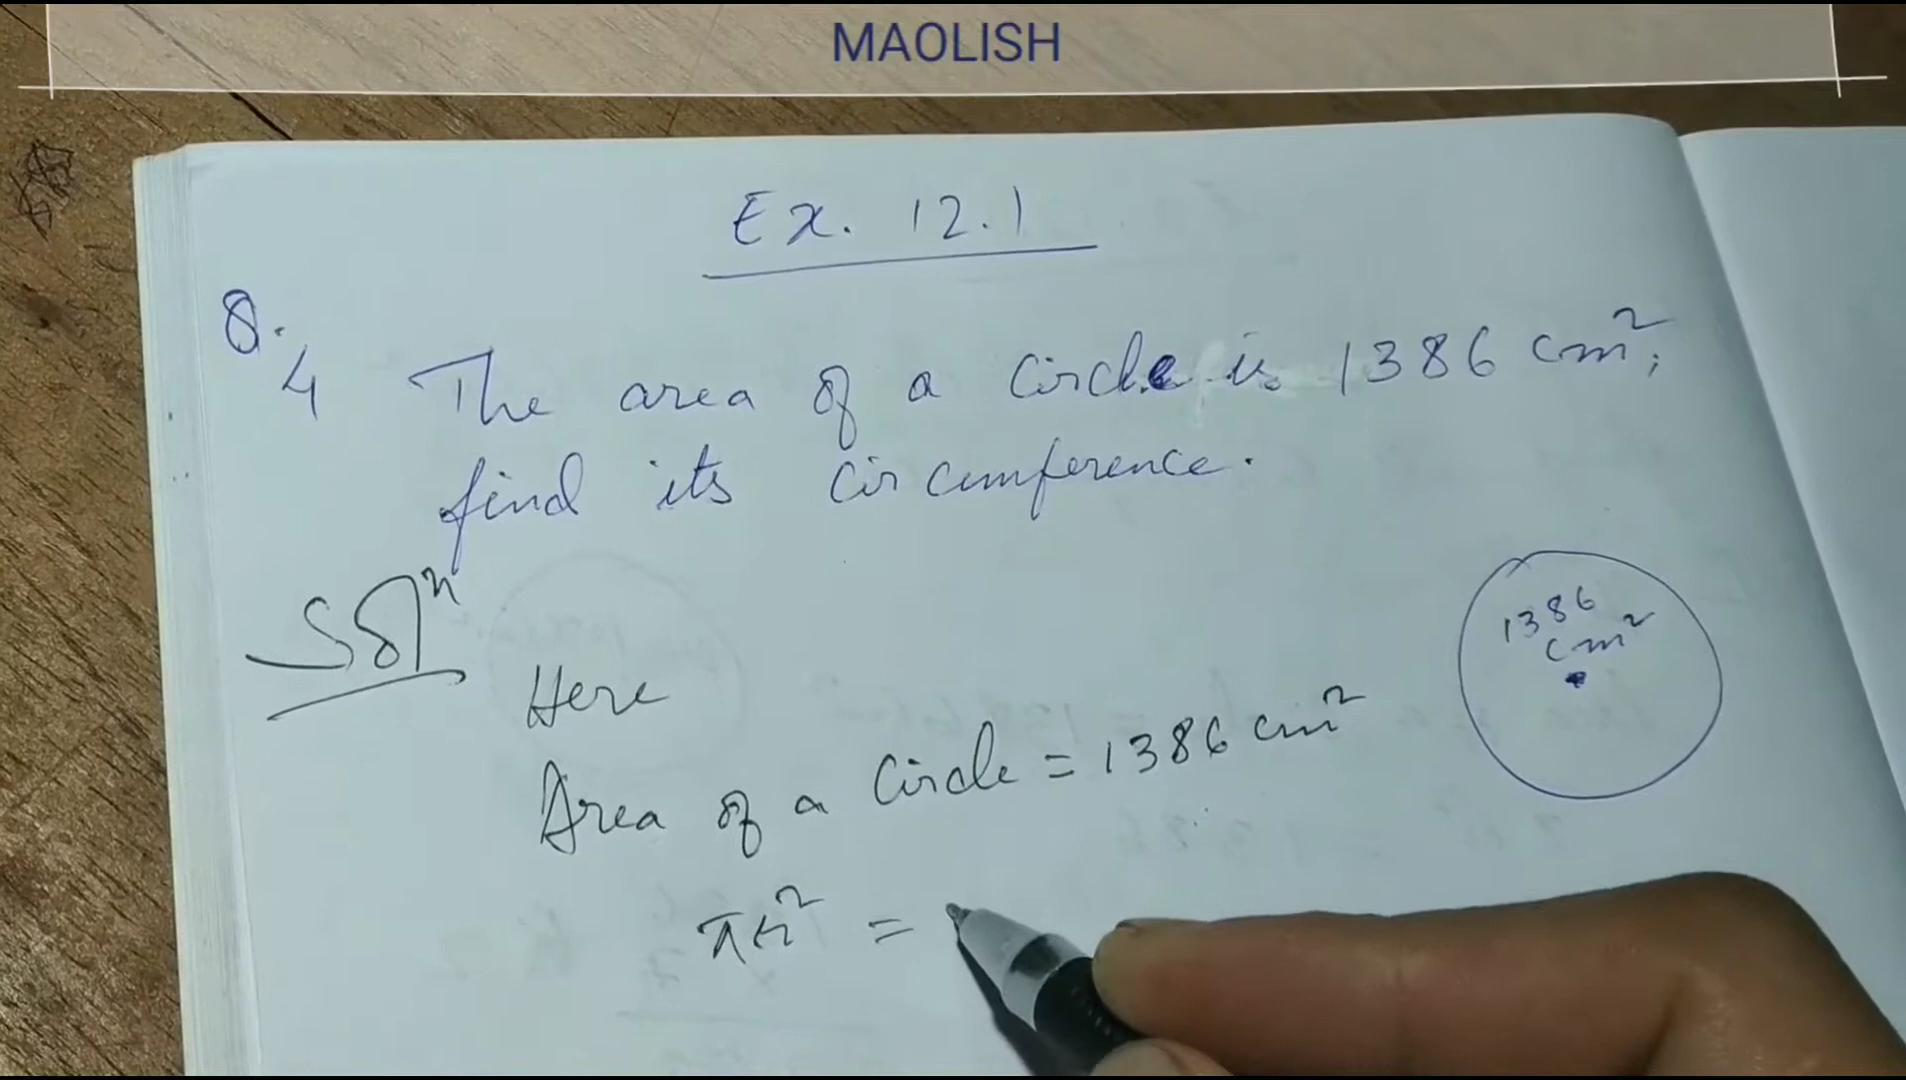 MAOLISH
Ex. 12.1
Q.4 The area of a circle is 1386 cm²;
find its circumference.
Solⁿ
1386
cm²
Here
Area of a circle = 1386 cm²
πr² =